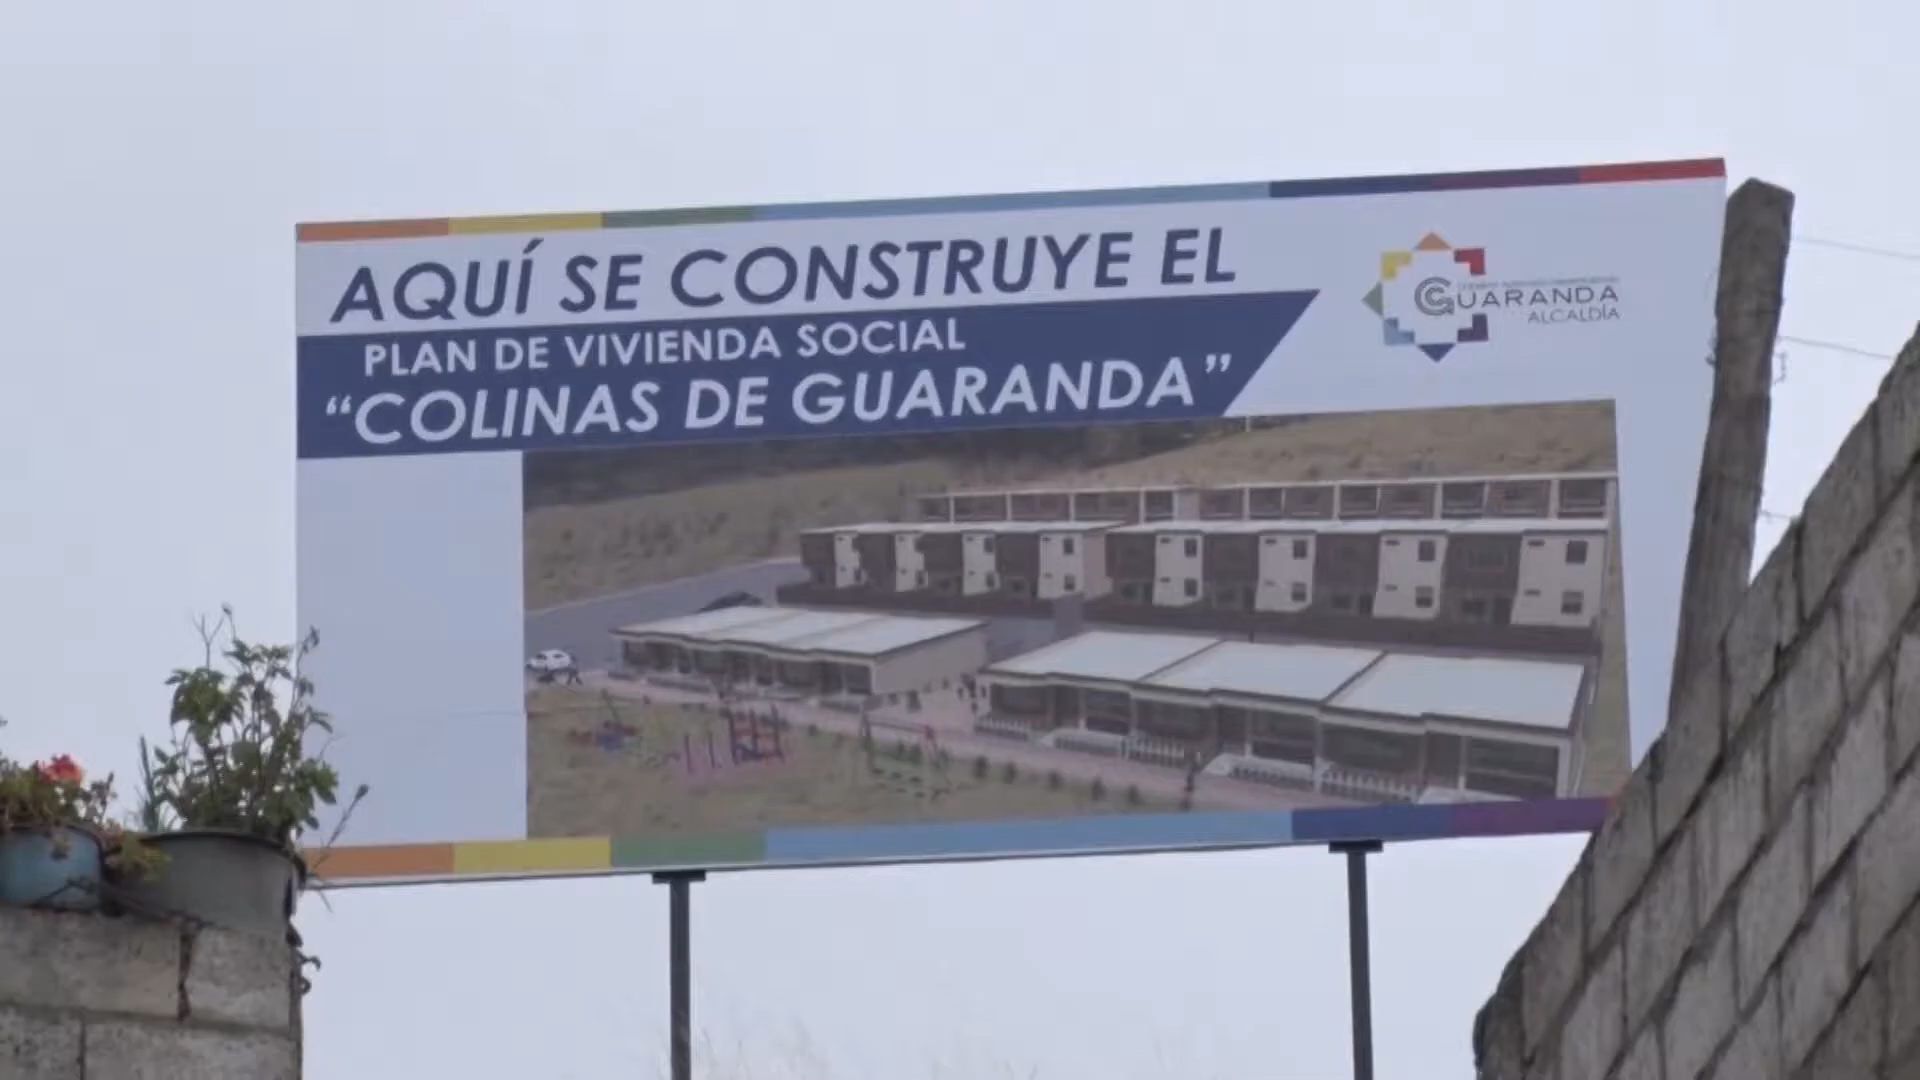 AQUÍ SE CONSTRUYE EL
PLAN DE VIVIENDA SOCIAL
“COLINAS DE GUARANDA”
GUARANDA
ALCALDÍA